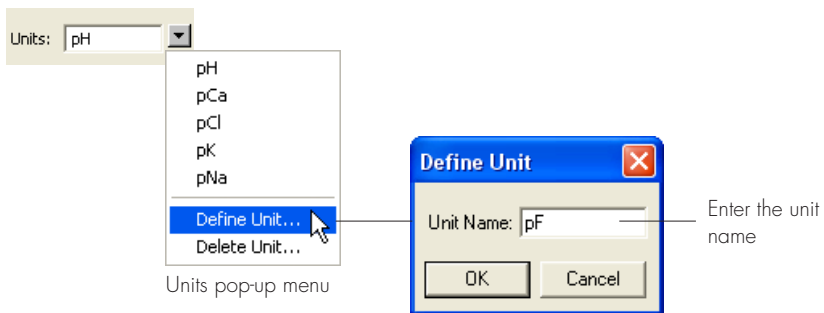 Units: pH
pH
pCa
pCl
pK
pNa
Define Unit...
Delete Unit...
Units pop-up menu
Define Unit
Unit Name: pF
OK Cancel
Enter the unit
name